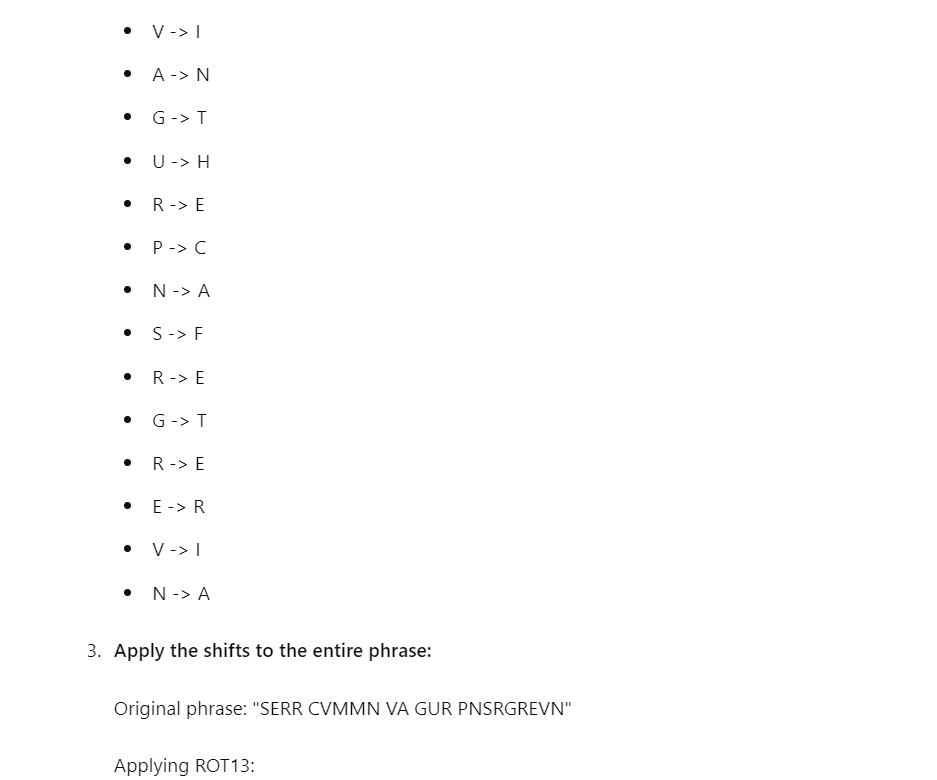 • V -> I
• A -> N
• G -> T
• U -> H
• R -> E
• P -> C
• N -> A
• S -> F
• R -> E
• G -> T
• R -> E
• E -> R
• V -> I
• N -> A
3. Apply the shifts to the entire phrase:
Original phrase: "SERR CVMMN VA GUR PNSRGREVN"
Applying ROT13: